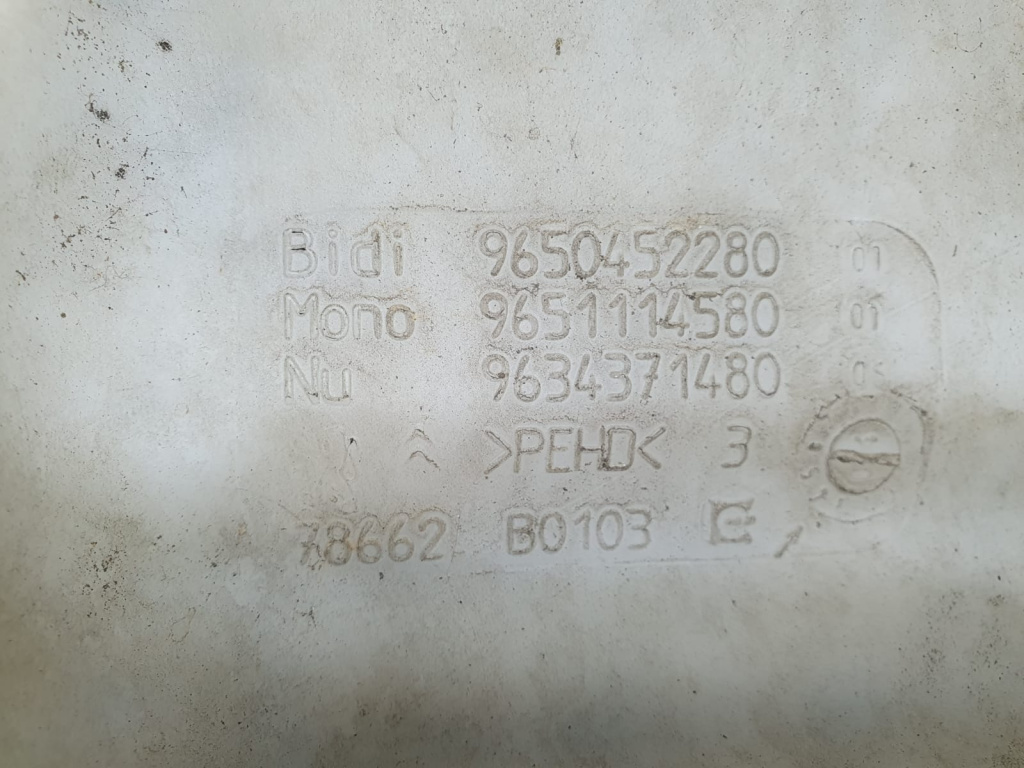 Bidi 9650452280 01
Mono 9651114580 01
Nu 9634371480
>PEHD< 3
78662 B0103